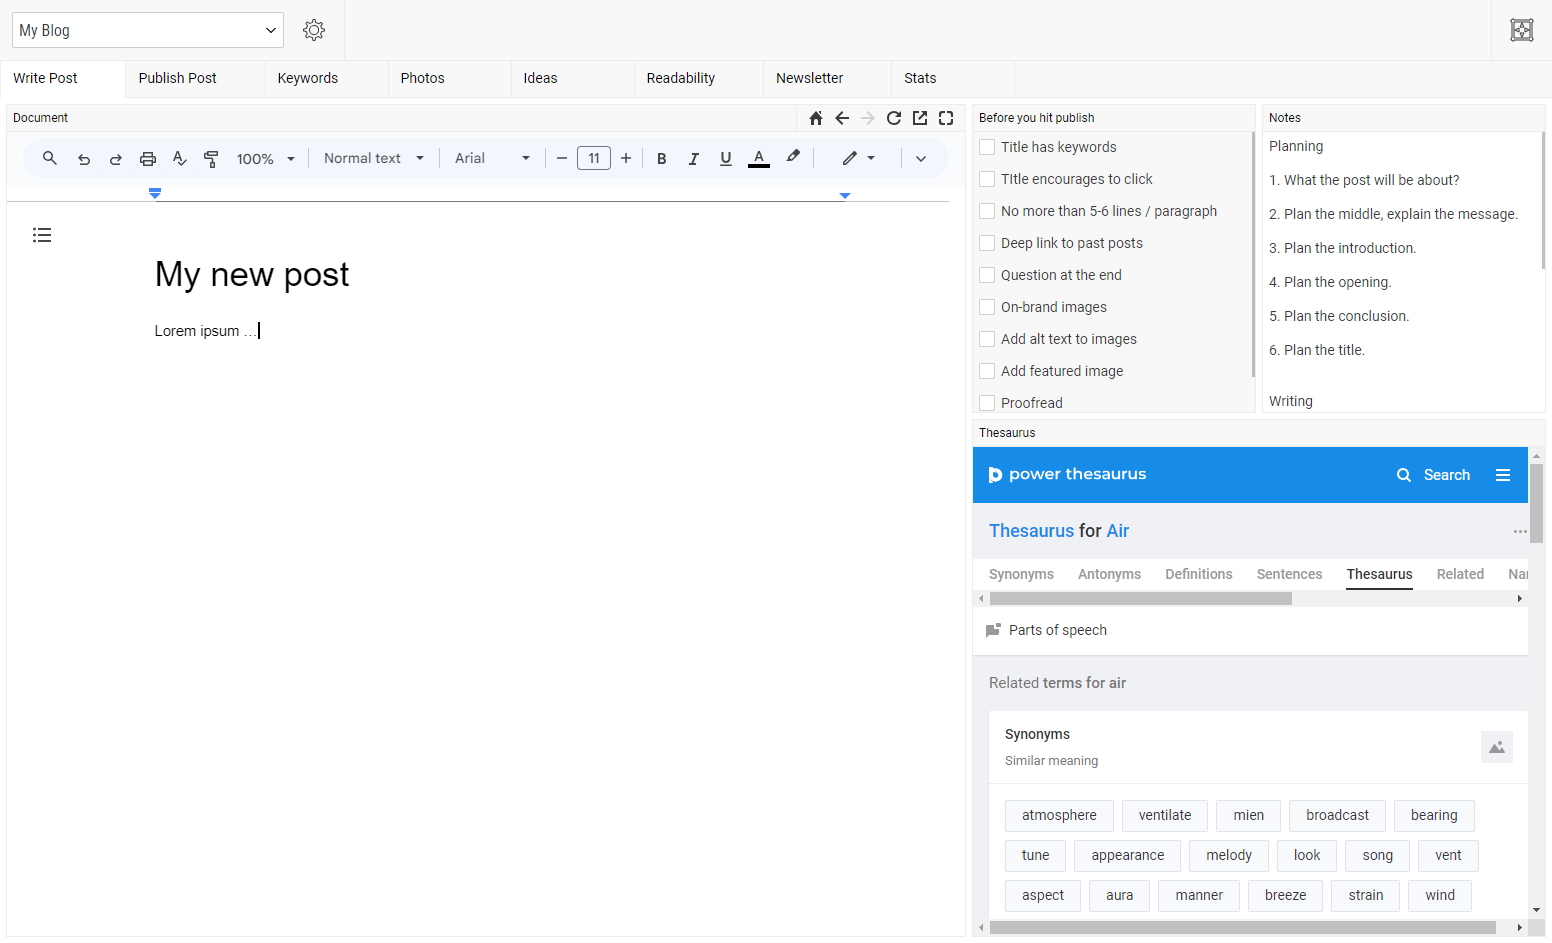 My Blog
Write Post
Publish Post
Keywords
Photos
Ideas
Readability
Newsletter
Stats
Document
100%
Normal text
Arial
11
B I U A
My new post
Lorem ipsum ...
Before you hit publish
Title has keywords
TItle encourages to click
No more than 5-6 lines / paragraph
Deep link to past posts
Question at the end
On-brand images
Add alt text to images
Add featured image
Proofread
Notes
Planning
1. What the post will be about?
2. Plan the middle, explain the message.
3. Plan the introduction.
4. Plan the opening.
5. Plan the conclusion.
6. Plan the title.
Writing
Thesaurus
power thesaurus
Search
Thesaurus for Air
Synonyms Antonyms Definitions Sentences Thesaurus Related
Parts of speech
Related terms for air
Synonyms
Similar meaning
atmosphere ventilate mien broadcast bearing
tune appearance melody look song vent
aspect aura manner breeze strain wind